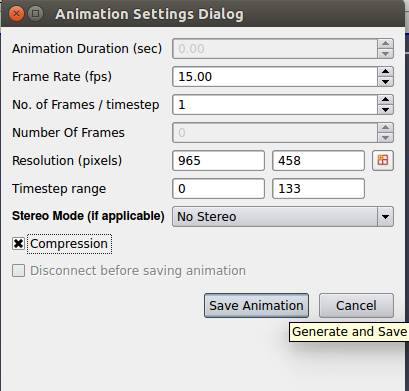 Animation Settings Dialog
Animation Duration (sec) 0.00
Frame Rate (fps) 15.00
No. of Frames / timestep 1
Number Of Frames 0
Resolution (pixels) 965 458
Timestep range 0 133
Stereo Mode (if applicable) No Stereo
Compression
Disconnect before saving animation
Save Animation Cancel
Generate and Save